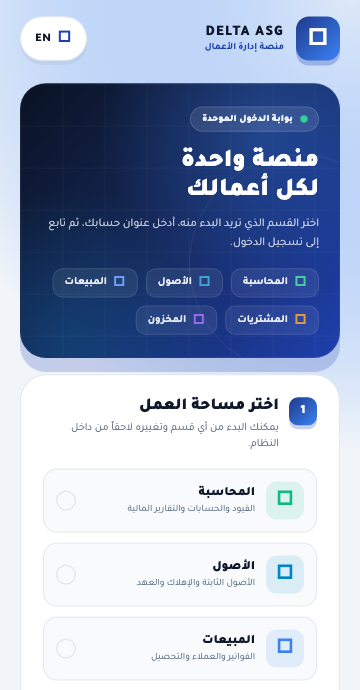 DELTA ASG
منصة إدارة الأعمال
EN
بوابة الدخول الموحدة
منصة واحدة
لكل أعمالك
اختر القسم الذي تريد البدء منه، أدخل عنوان حسابك، ثم تابع
إلى تسجيل الدخول.
المحاسبة
الأصول
المبيعات
المشتريات
المخزون
1
اختر مساحة العمل
يمكنك البدء من أي قسم وتغييره لاحقاً من داخل
النظام.
المحاسبة
القيود والحسابات والتقارير المالية
الأصول
الأصول الثابتة والإهلاك والعهد
المبيعات
الفواتير والعملاء والتحصيل